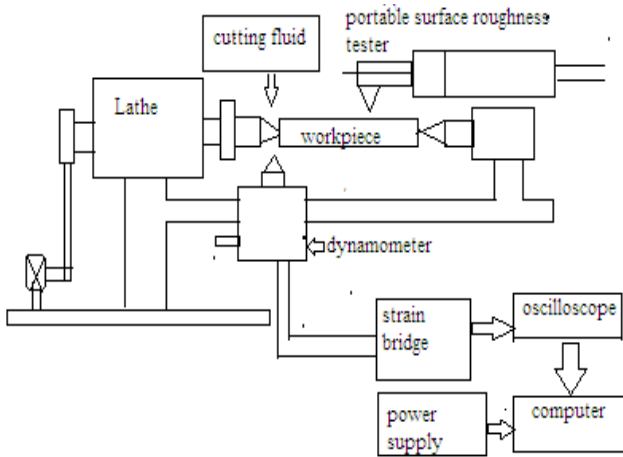 cutting fluid
portable surface roughness
tester
Lathe
workpiece
dynamometer
strain
bridge
oscilloscope
power
supply
computer